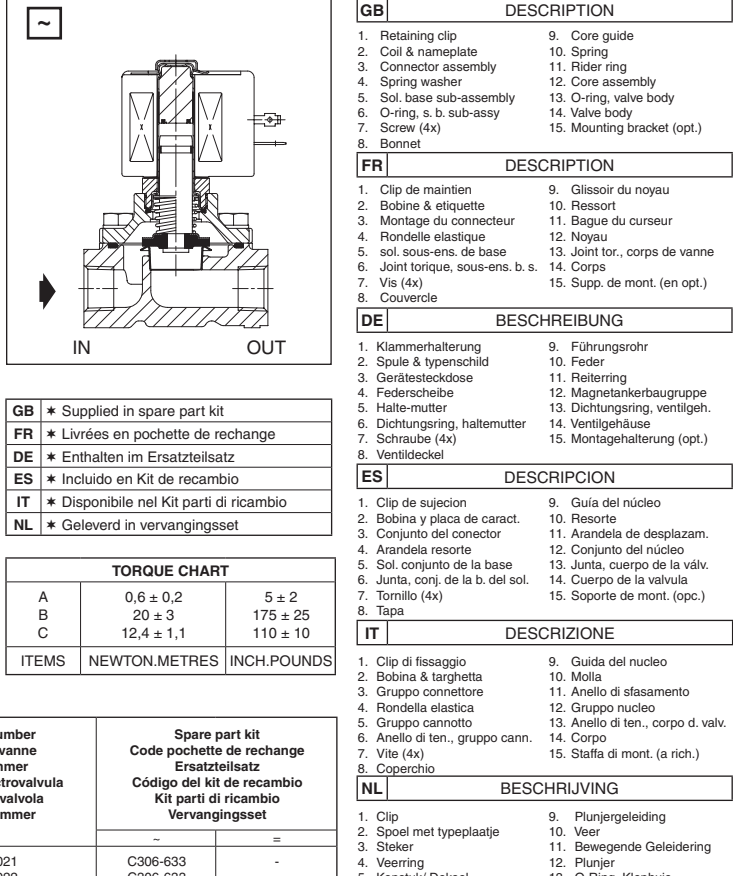 ~
IN OUT
GB ✶ Supplied in spare part kit
FR ✶ Livrées en pochette de rechange
DE ✶ Enthalten im Ersatzteilsatz
ES ✶ Incluido en Kit de recambio
IT ✶ Disponibile nel Kit parti di ricambio
NL ✶ Geleverd in vervangingsset
TORQUE CHART
A 0,6 ± 0,2 5 ± 2
B 20 ± 3 175 ± 25
C 12,4 ± 1,1 110 ± 10
ITEMS NEWTON.METRES INCH.POUNDS
umber Spare part kit
vanne Code pochette de rechange
mmer Ersatzteilsatz
trovalvula Código del kit de recambio
valvola Kit parti di ricambio
mmer Vervangingsset
~ =
021 C306-633 -
GB DESCRIPTION
1. Retaining clip 9. Core guide
2. Coil & nameplate 10. Spring
3. Connector assembly 11. Rider ring
4. Spring washer 12. Core assembly
5. Sol. base sub-assembly 13. O-ring, valve body
6. O-ring, s. b. sub-assy 14. Valve body
7. Screw (4x) 15. Mounting bracket (opt.)
8. Bonnet
FR DESCRIPTION
1. Clip de maintien 9. Glissoir du noyau
2. Bobine & etiquette 10. Ressort
3. Montage du connecteur 11. Bague du curseur
4. Rondelle elastique 12. Noyau
5. sol. sous-ens. de base 13. Joint tor., corps de vanne
6. Joint torique, sous-ens. b. s. 14. Corps
7. Vis (4x) 15. Supp. de mont. (en opt.)
8. Couvercle
DE BESCHREIBUNG
1. Klammerhalterung 9. Führungsrohr
2. Spule & typenschild 10. Feder
3. Gerätesteckdose 11. Reiterring
4. Federscheibe 12. Magnetankerbaugruppe
5. Halte-mutter 13. Dichtungsring, ventilgeh.
6. Dichtungsring, haltemutter 14. Ventilgehäuse
7. Schraube (4x) 15. Montagehalterung (opt.)
8. Ventildeckel
ES DESCRIPCION
1. Clip de sujecion 9. Guía del núcleo
2. Bobina y placa de caract. 10. Resorte
3. Conjunto del conector 11. Arandela de desplazam.
4. Arandela resorte 12. Conjunto del núcleo
5. Sol. conjunto de la base 13. Junta, cuerpo de la válv.
6. Junta, conj. de la b. del sol. 14. Cuerpo de la valvula
7. Tornillo (4x) 15. Soporte de mont. (opc.)
8. Tapa
IT DESCRIZIONE
1. Clip di fissaggio 9. Guida del nucleo
2. Bobina & targhetta 10. Molla
3. Gruppo connettore 11. Anello di sfasamento
4. Rondella elastica 12. Gruppo nucleo
5. Gruppo cannotto 13. Anello di ten., corpo d. valv.
6. Anello di ten., gruppo cann. 14. Corpo
7. Vite (4x) 15. Staffa di mont. (a rich.)
8. Coperchio
NL BESCHRIJVING
1. Clip 9. Plunjergeleiding
2. Spoel met typeplaatje 10. Veer
3. Steker 11. Bewegende Geleidering
4. Veerring 12. Plunjer